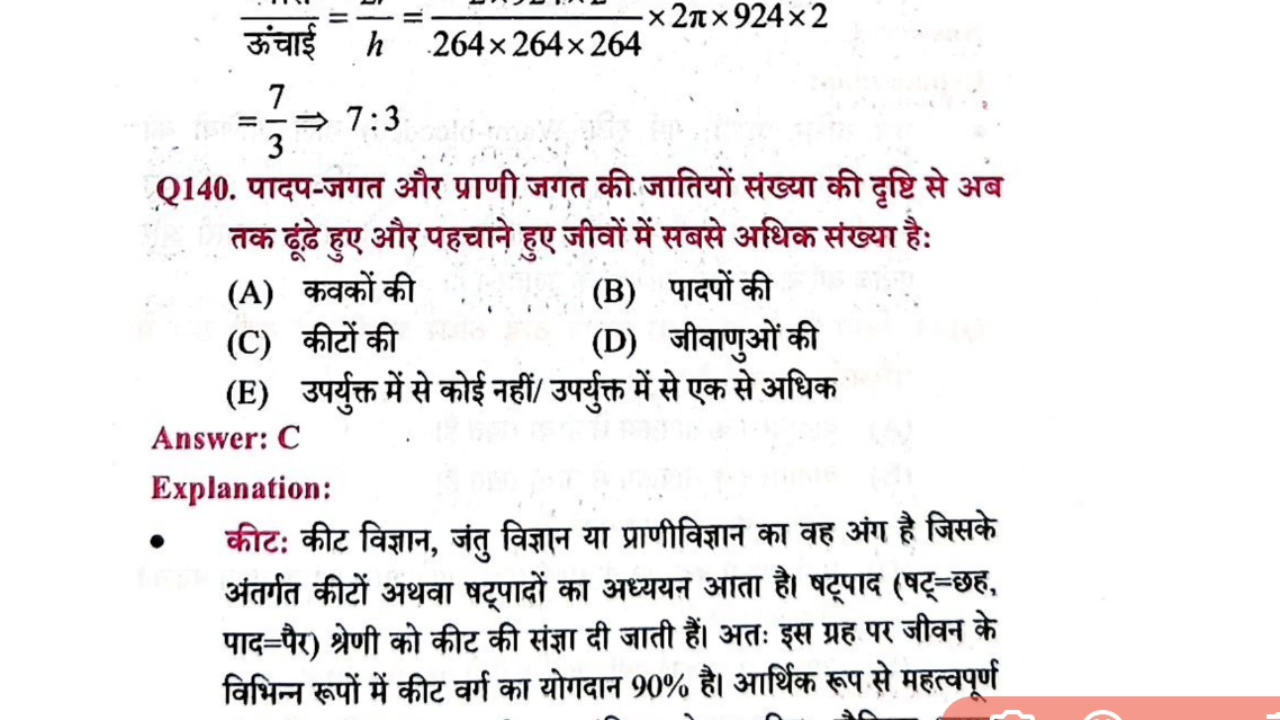 ऊंचाई = h = 264×264×264 ×2π×924×2
= 7/3 ⇒ 7:3
Q140. पादप-जगत और प्राणी जगत की जातियों संख्या की दृष्टि से अब
तक ढूंढ़े हुए और पहचाने हुए जीवों में सबसे अधिक संख्या है:
(A) कवकों की (B) पादपों की
(C) कीटों की (D) जीवाणुओं की
(E) उपर्युक्त में से कोई नहीं/ उपर्युक्त में से एक से अधिक
Answer: C
Explanation:
• कीट: कीट विज्ञान, जंतु विज्ञान या प्राणीविज्ञान का वह अंग है जिसके
अंतर्गत कीटों अथवा षट्पादों का अध्ययन आता है। षट्पाद (षट्=छह,
पाद=पैर) श्रेणी को कीट की संज्ञा दी जाती हैं। अतः इस ग्रह पर जीवन के
विभिन्न रूपों में कीट वर्ग का योगदान 90% है। आर्थिक रूप से महत्वपूर्ण